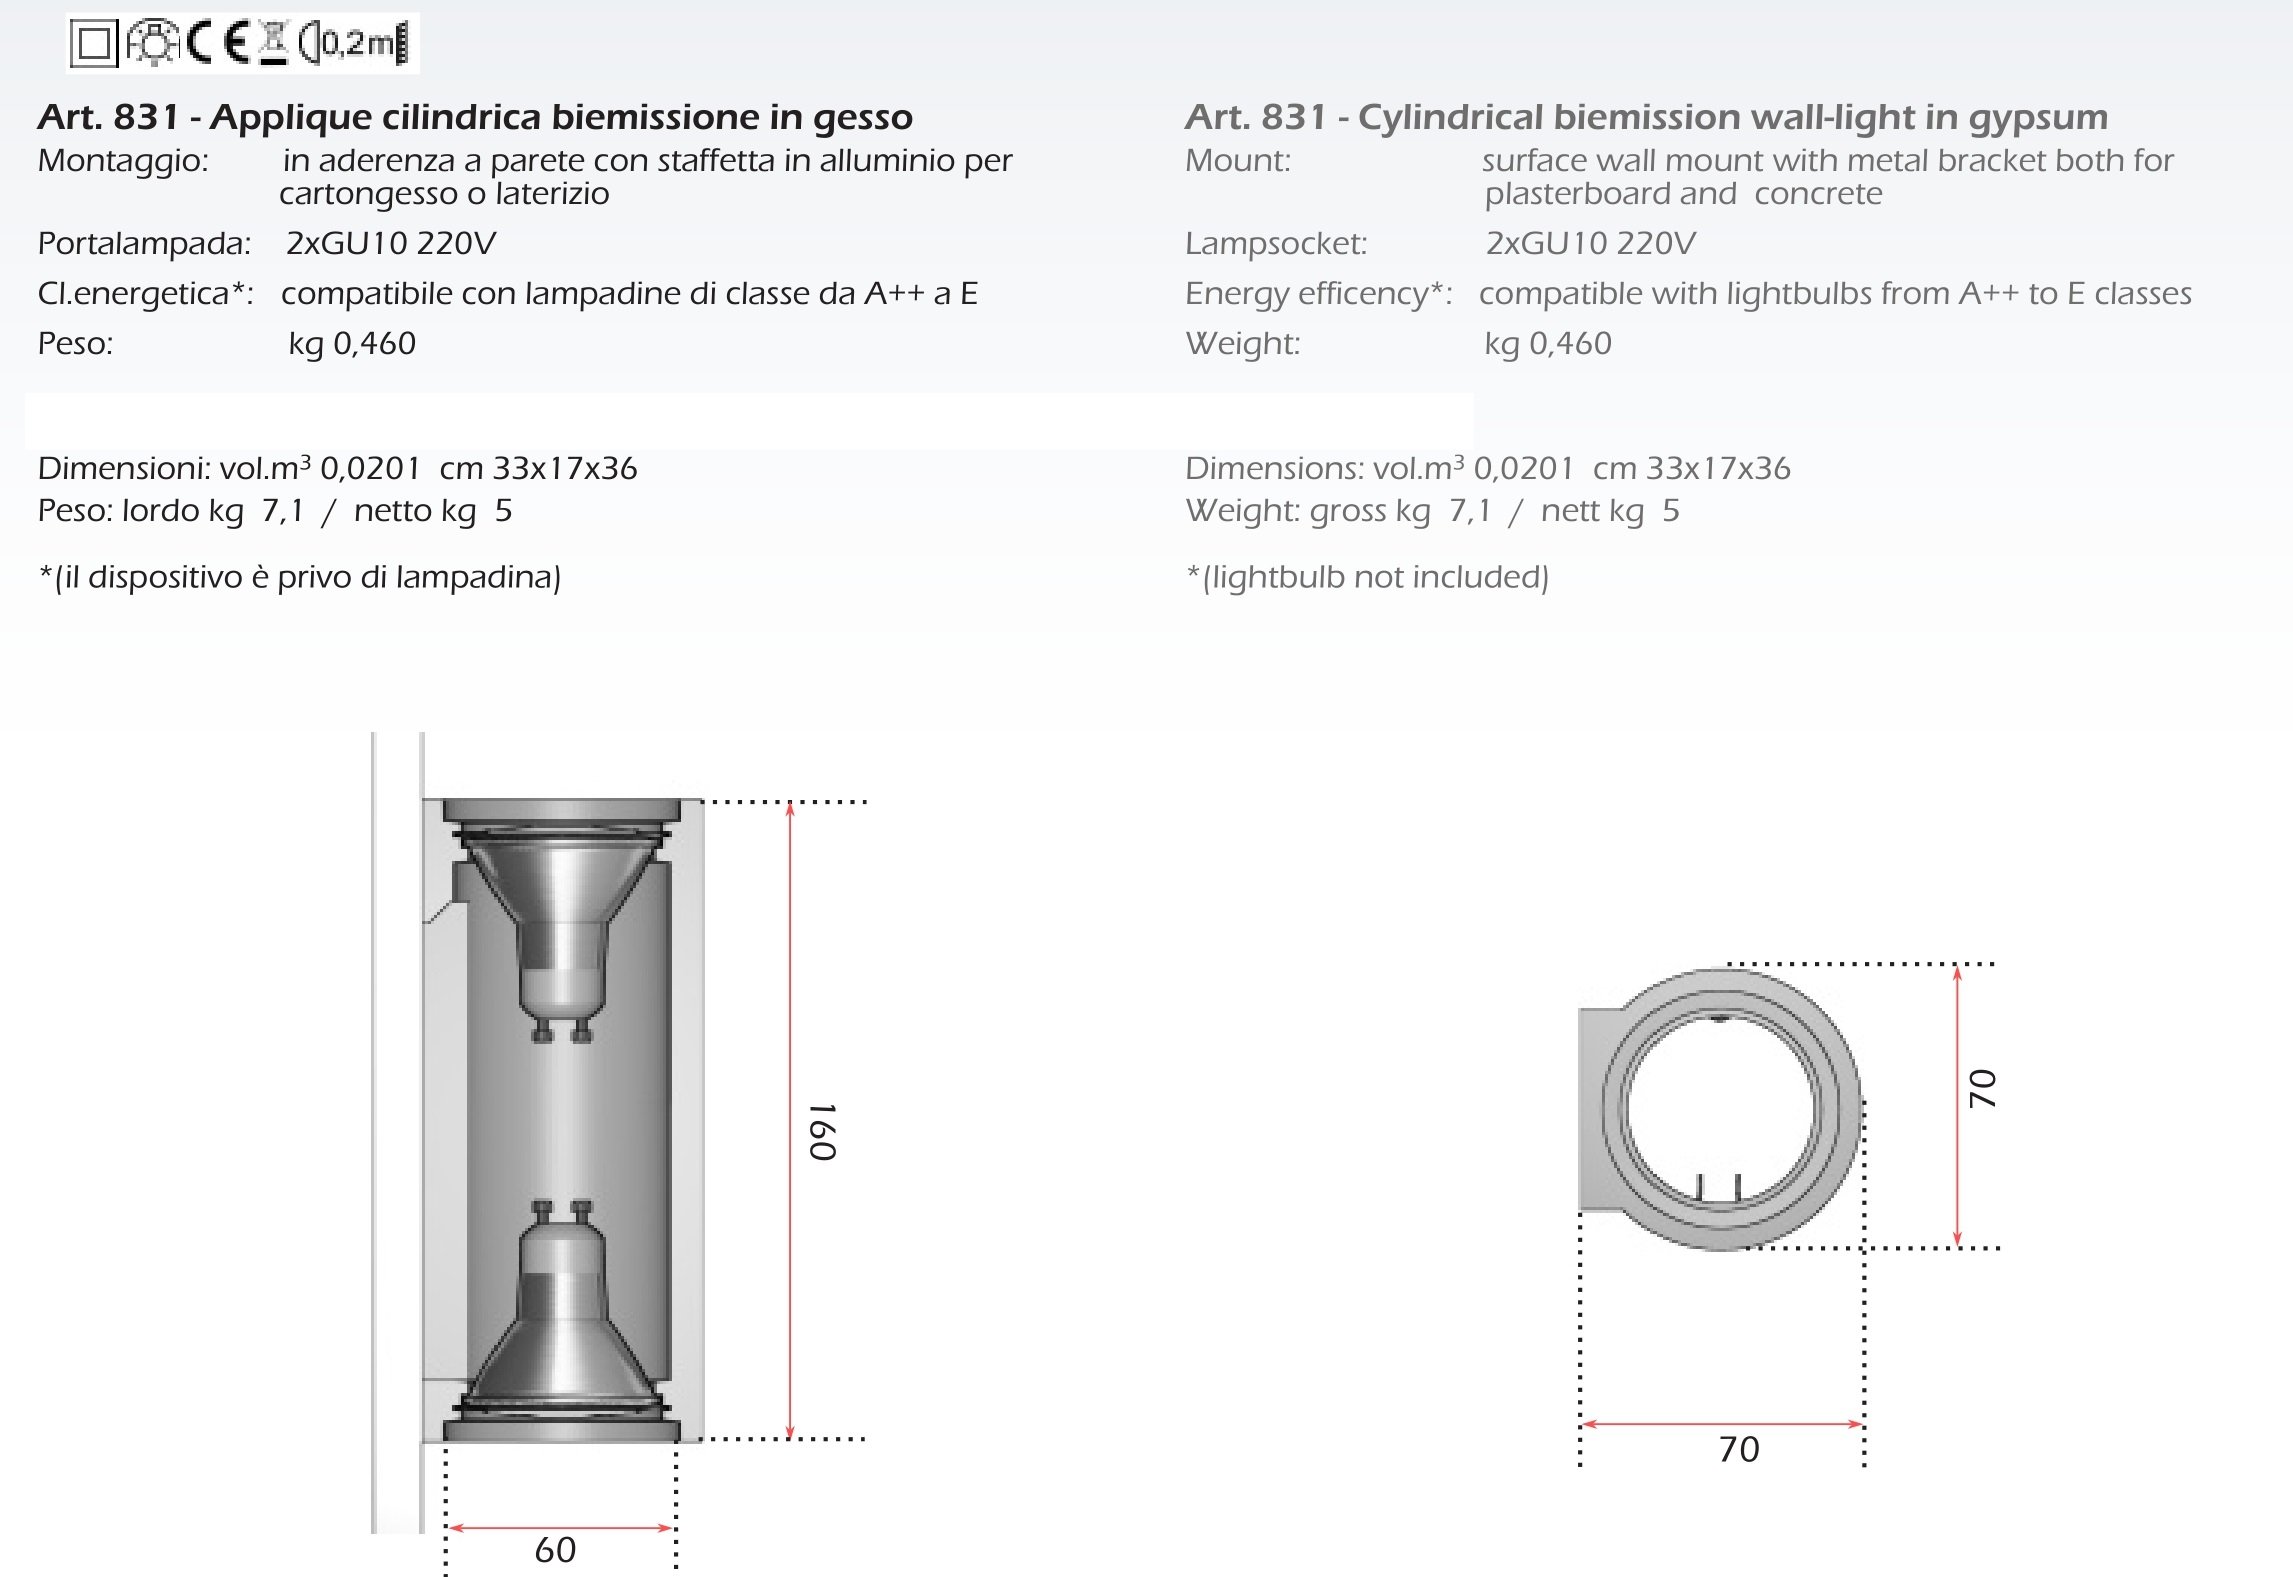 CE 0,2m
Art. 831 - Applique cilindrica biemissione in gesso
Montaggio: in aderenza a parete con staffetta in alluminio per
cartongesso o laterizio
Portalampada: 2xGU10 220V
Cl.energetica*: compatibile con lampadine di classe da A++ a E
Peso: kg 0,460
Dimensioni: vol.m³ 0,0201 cm 33x17x36
Peso: lordo kg 7,1 / netto kg 5
*(il dispositivo è privo di lampadina)
Art. 831 - Cylindrical biemission wall-light in gypsum
Mount: surface wall mount with metal bracket both for
plasterboard and concrete
Lampsocket: 2xGU10 220V
Energy efficency*: compatible with lightbulbs from A++ to E classes
Weight: kg 0,460
Dimensions: vol.m³ 0,0201 cm 33x17x36
Weight: gross kg 7,1 / nett kg 5
*(lightbulb not included)
160
60
70
70